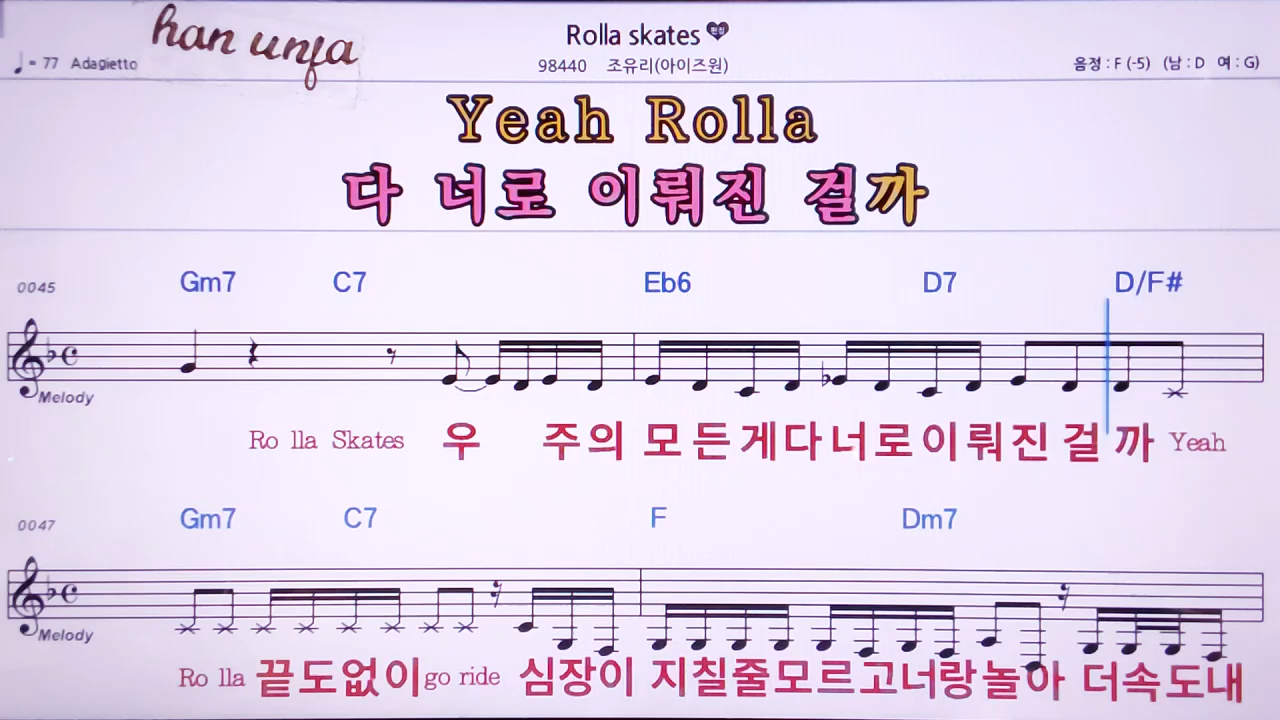 han unfa
Rolla skates 편집
♩= 77 Adagietto 98440 조유리(아이즈원) 음정 : F (-5) (남 : D 여 : G)
Yeah Rolla
다 너로 이뤄진 걸까
0045 Gm7 C7 Eb6 D7 D/F#
Melody
Ro lla Skates 우 주의 모든게다너로이뤄진 걸 까 Yeah
0047 Gm7 C7 F Dm7
Melody
Ro lla 끝도없이 go ride 심장이 지칠줄모르고너랑놀아 더속도내